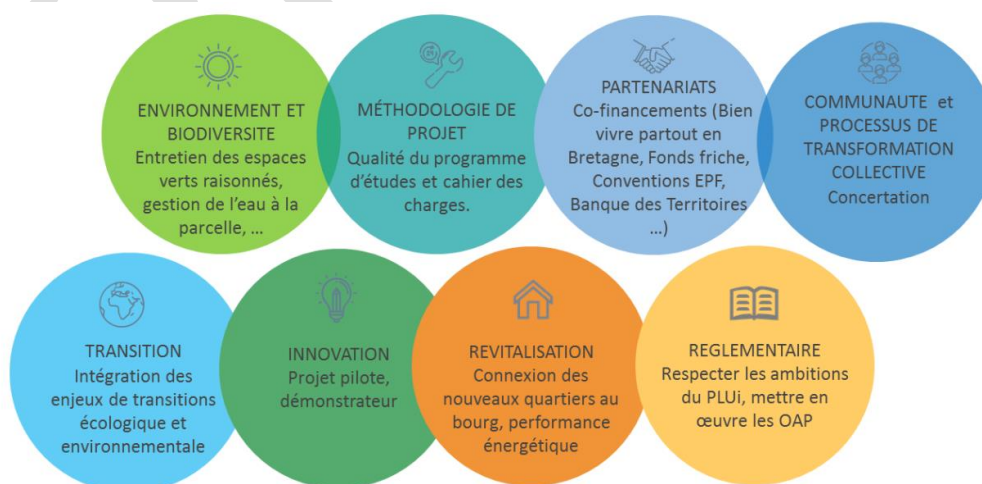 ENVIRONNEMENT ET
BIODIVERSITE
Entretien des espaces
verts raisonnés,
gestion de l'eau à la
parcelle, ...
MÉTHODOLOGIE DE
PROJET
Qualité du programme
d'études et cahier des
charges.
PARTENARIATS
Co-financements (Bien
vivre partout en
Bretagne, Fonds friche,
Conventions EPF,
Banque des Territoires
...)
COMMUNAUTE et
PROCESSUS DE
TRANSFORMATION
COLLECTIVE
Concertation
TRANSITION
Intégration des
enjeux de transitions
écologique et
environnementale
INNOVATION
Projet pilote,
démonstrateur
REVITALISATION
Connexion des
nouveaux quartiers au
bourg, performance
énergétique
REGLEMENTAIRE
Respecter les ambitions
du PLUi, mettre en
œuvre les OAP